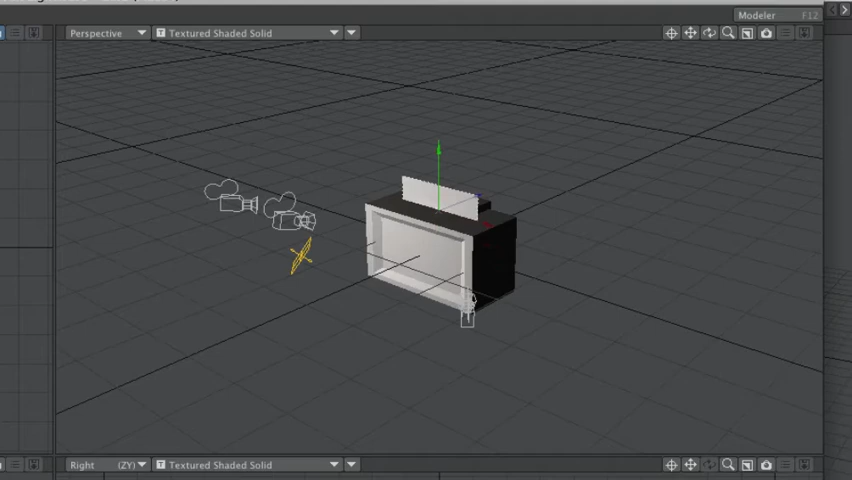 Modeler F12
Perspective T Textured Shaded Solid
Right (ZY) T Textured Shaded Solid